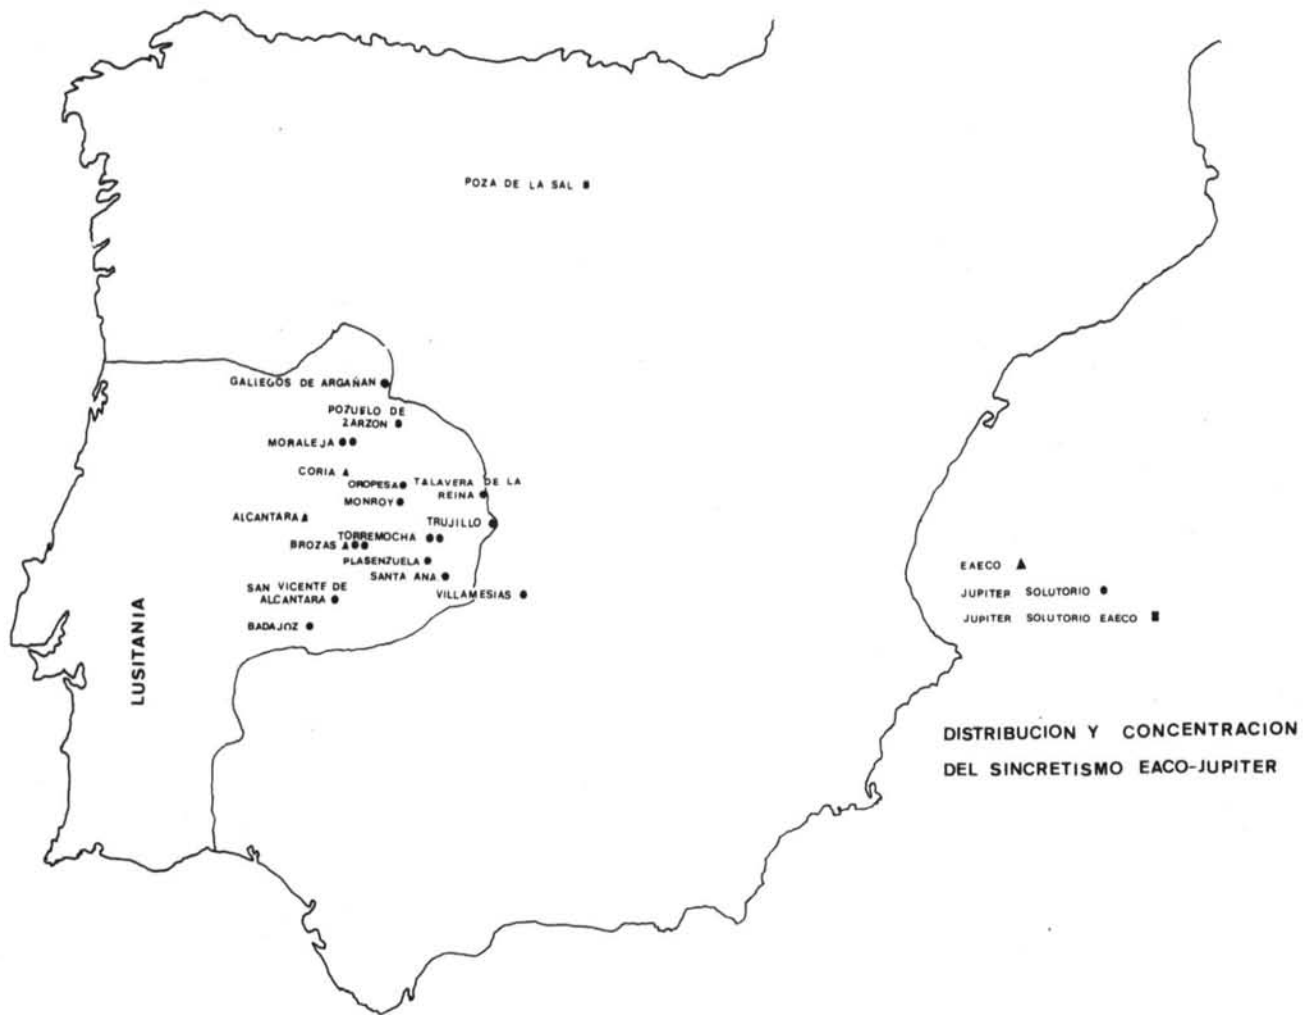 POZA DE LA SAL
GALIEGOS DE ARGAÑAN
POZUELO DE
ZARZON
MORALEJA
CORIA
OROPESA
TALAVERA DE LA
REINA
MONROY
ALCANTARA
TRUJILLO
TORREMOCHA
BROZAS
PLASENZUELA
SANTA ANA
SAN VICENTE DE
ALCANTARA
VILLAMESIAS
BADAJOZ
LUSITANIA
EAECO
JUPITER SOLUTORIO
JUPITER SOLUTORIO EAECO
DISTRIBUCION Y CONCENTRACION
DEL SINCRETISMO EACO-JUPITER